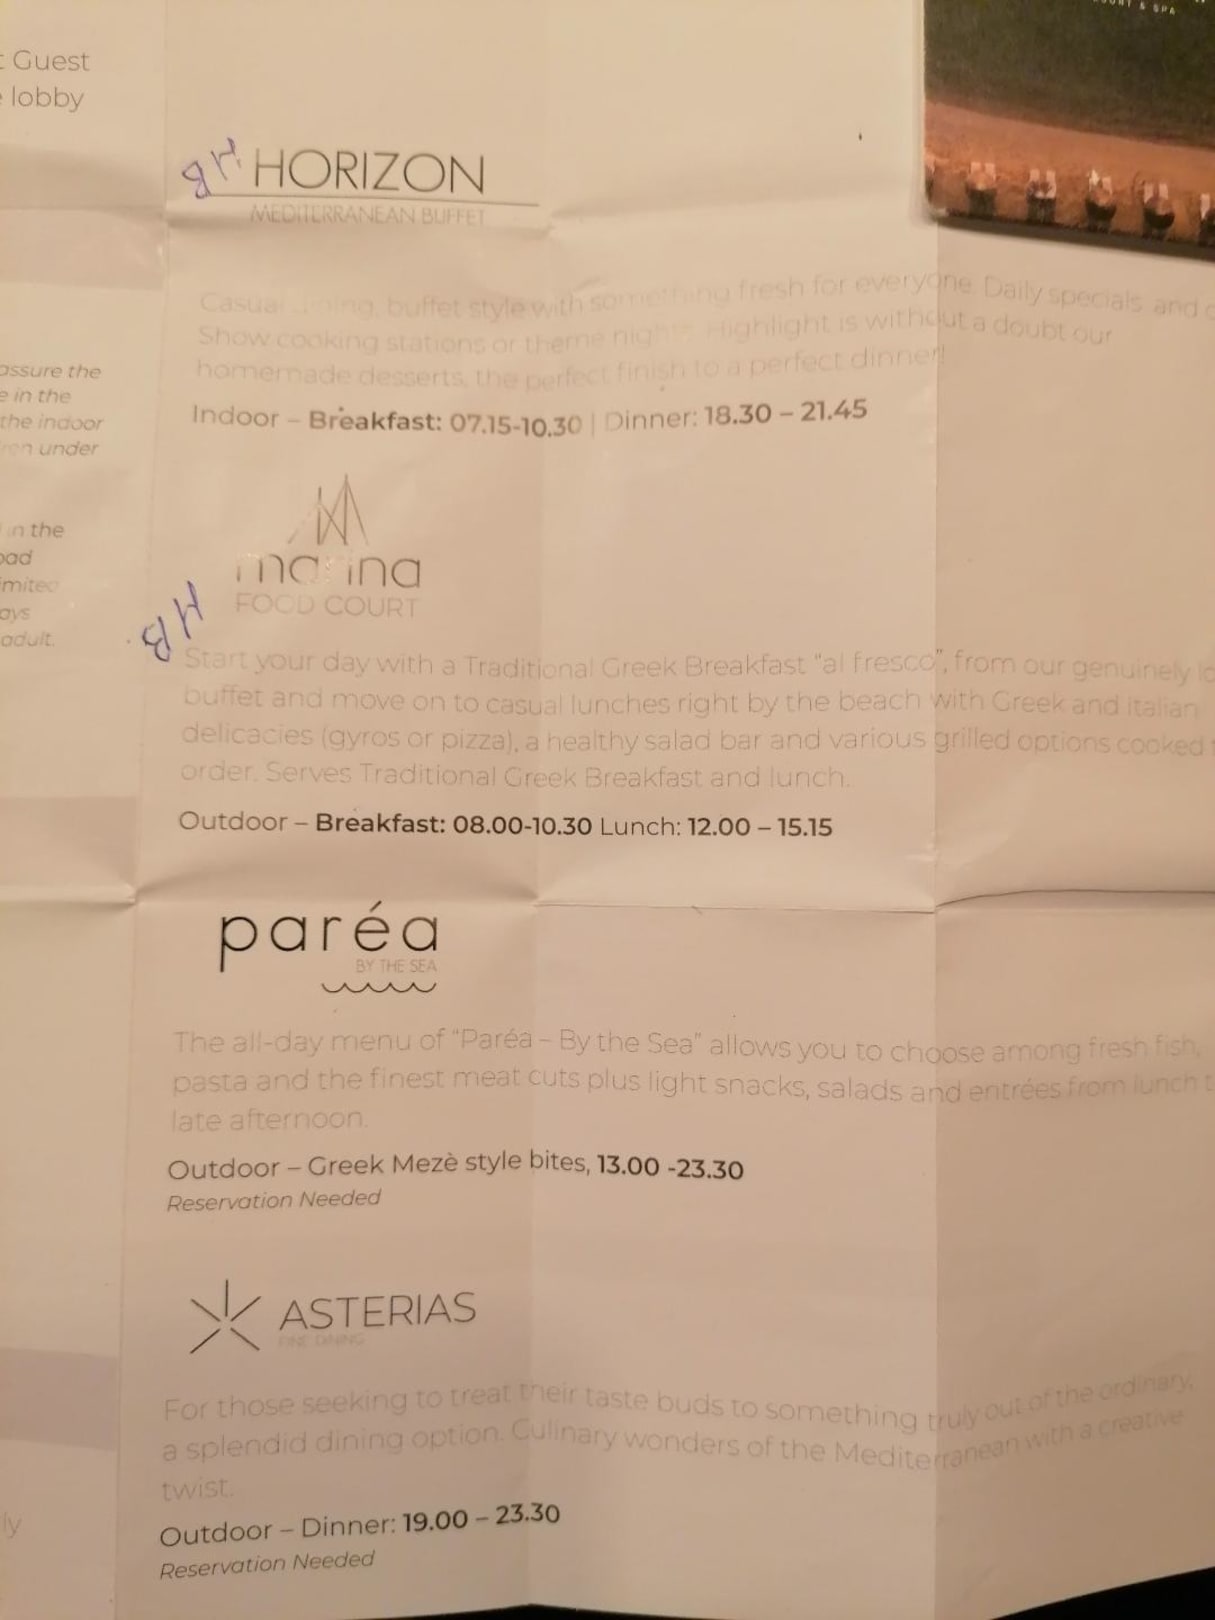 Guest
lobby
HB
HORIZON
MEDITERRANEAN BUFFET
& SPA
Casual dining, buffet style with something fresh for everyone. Daily specials, and
Show cooking stations or theme nights. Highlight is without a doubt our
homemade desserts, the perfect finish to a perfect dinner!
Indoor – Breakfast: 07.15-10.30 | Dinner: 18.30 – 21.45
assure the
in the
the indoor
under
in the
adult.
marina
FOOD COURT
HB
Start your day with a Traditional Greek Breakfast “al fresco”, from our genuinely
buffet and move on to casual lunches right by the beach with Greek and Italian
delicacies (gyros or pizza), a healthy salad bar and various grilled options cooked
order. Serves Traditional Greek Breakfast and lunch.
Outdoor – Breakfast: 08.00-10.30 Lunch: 12.00 – 15.15
paréa
BY THE SEA
The all-day menu of “Paréa – By the Sea” allows you to choose among fresh fish,
pasta and the finest meat cuts plus light snacks, salads and entrées from lunch
late afternoon.
Outdoor – Greek Mezè style bites, 13.00 -23.30
Reservation Needed
ASTERIAS
FINE DINING
For those seeking to treat their taste buds to something truly out of the ordinary,
a splendid dining option. Culinary wonders of the Mediterranean with a creative
twist.
Outdoor – Dinner: 19.00 – 23.30
Reservation Needed